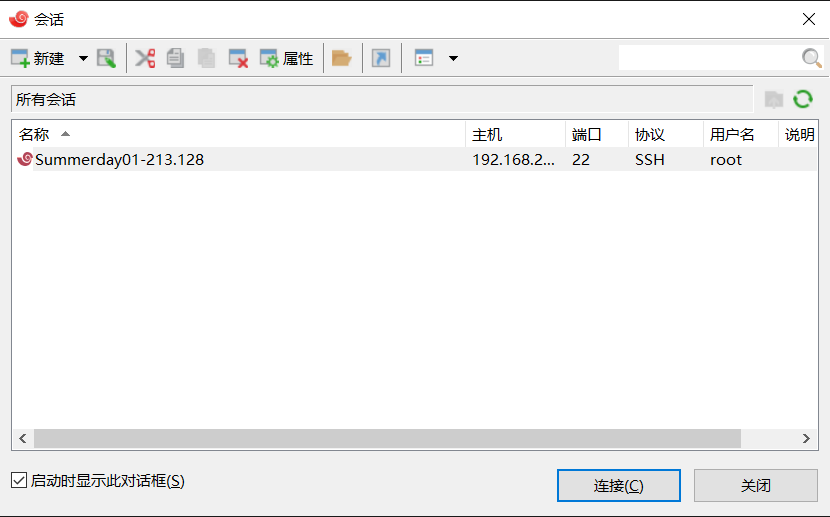 会话
新建 属性
所有会话
名称 主机 端口 协议 用户名 说明
Summerday01-213.128 192.168.2... 22 SSH root
启动时显示此对话框(S) 连接(C) 关闭